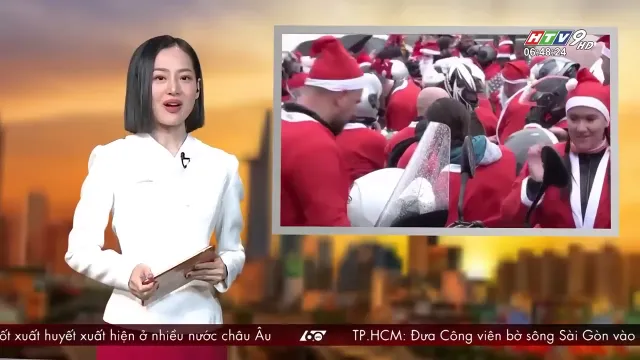 HTV9 HD
06:48:24
ốt xuất huyết xuất hiện ở nhiều nước châu Âu
TP.HCM: Đưa Công viên bờ sông Sài Gòn vào